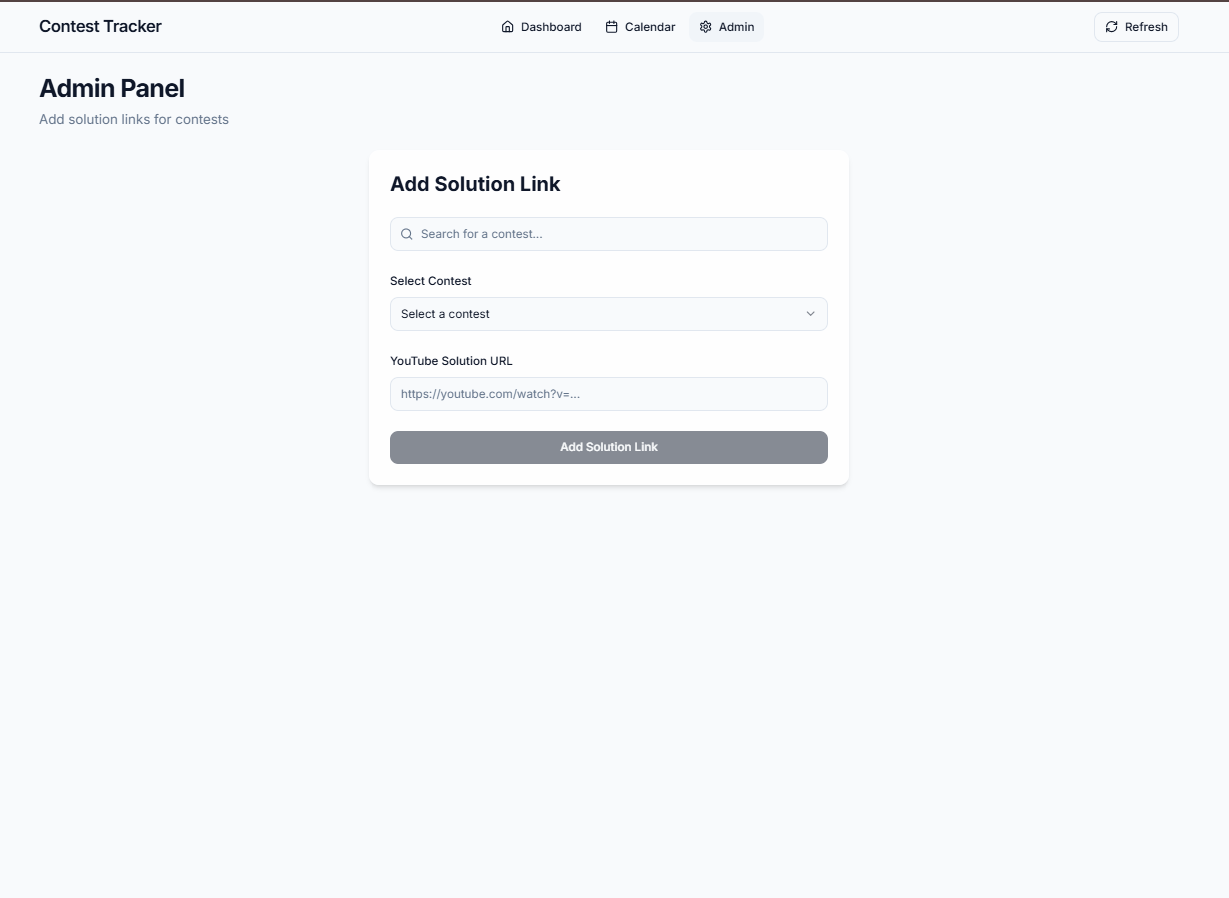 Contest Tracker
Dashboard
Calendar
Admin
Refresh
Admin Panel
Add solution links for contests
Add Solution Link
Search for a contest...
Select Contest
Select a contest
YouTube Solution URL
https://youtube.com/watch?v=...
Add Solution Link